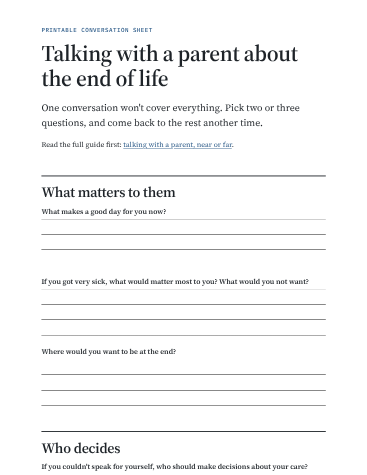 PRINTABLE CONVERSATION SHEET
Talking with a parent about
the end of life
One conversation won't cover everything. Pick two or three
questions, and come back to the rest another time.
Read the full guide first: talking with a parent, near or far.
What matters to them
What makes a good day for you now?
If you got very sick, what would matter most to you? What would you not want?
Where would you want to be at the end?
Who decides
If you couldn't speak for yourself, who should make decisions about your care?